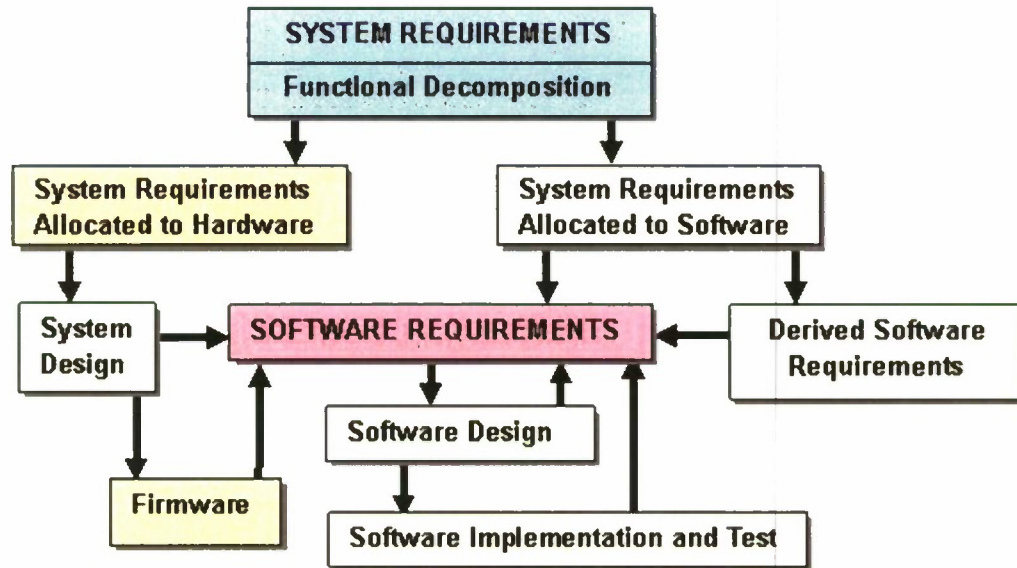 SYSTEM REQUIREMENTS
Functional Decomposition
System Requirements
Allocated to Hardware
System Requirements
Allocated to Software
System
Design
SOFTWARE REQUIREMENTS
Derived Software
Requirements
Software Design
Firmware
Software Implementation and Test